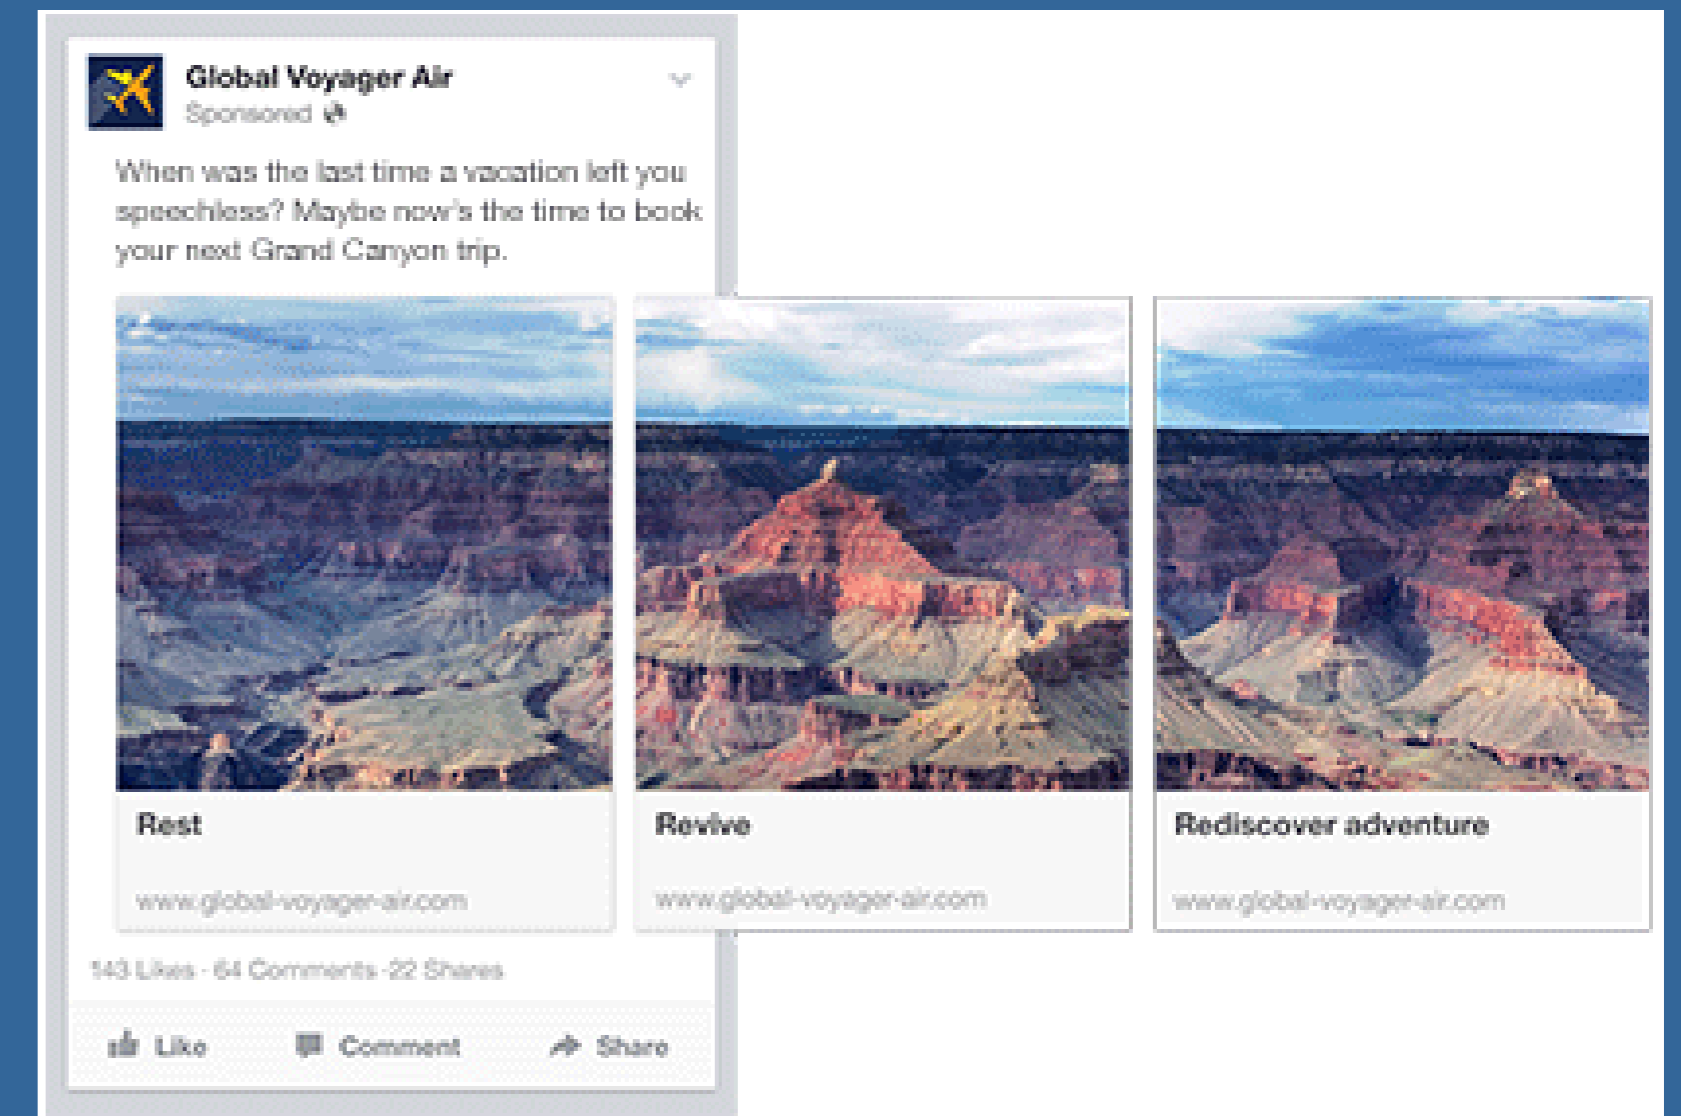 Global Voyager Air
Sponsored
When was the last time a vacation left you
speechless? Maybe now's the time to book
your next Grand Canyon trip.
Rest
www.global-voyager-air.com
Revive
www.global-voyager-air.com
Rediscover adventure
www.global-voyager-air.com
143 Likes · 64 Comments · 22 Shares
Like
Comment
Share